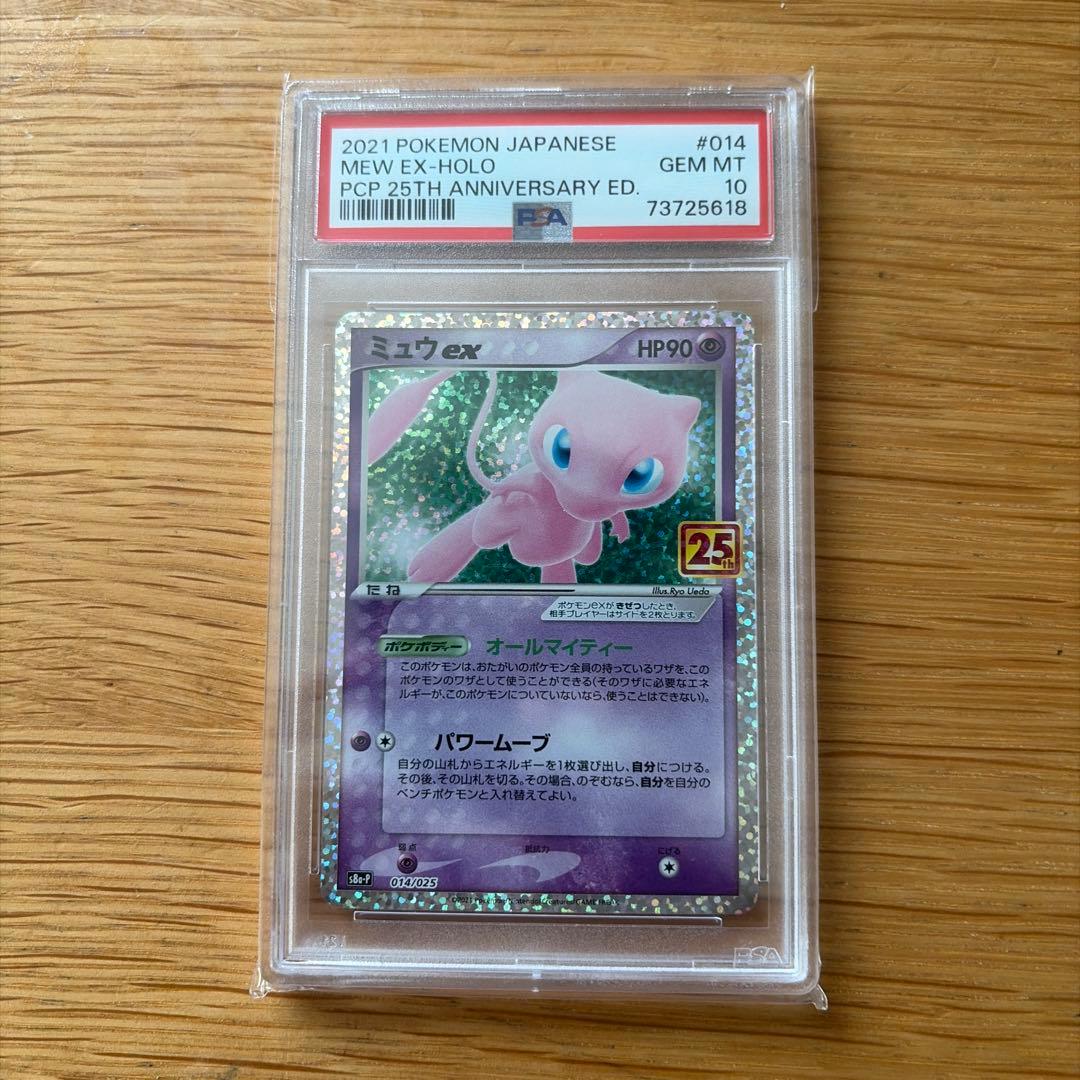 2021 POKEMON JAPANESE #014
MEW EX-HOLO GEM MT
PCP 25TH ANNIVERSARY ED. 10
PSA 73725618
ミュウex HP90
25th
たね
Illus.Ryo Ueda
ポケモンexがきぜつしたとき、
相手プレイヤーはサイトを2枚とります。
ポケボディー オールマイティー
このポケモンは、おたがいのポケモン全員の持っているワザを、この
ポケモンのワザとして使うことができる(そのワザに必要なエネ
ルギーが、このポケモンについていないなら、使うことはできない)。
パワームーブ
自分の山札からエネルギーを1枚選び出し、自分につける。
その後、その山札を切る。その場合、のぞむなら、自分を自分の
ベンチポケモンと入れ替えてよい。
弱点 抵抗力 にげる
s8a-P 014/025
©2021 Pokémon/Nintendo/Creatures/GAME FREAK
PSA